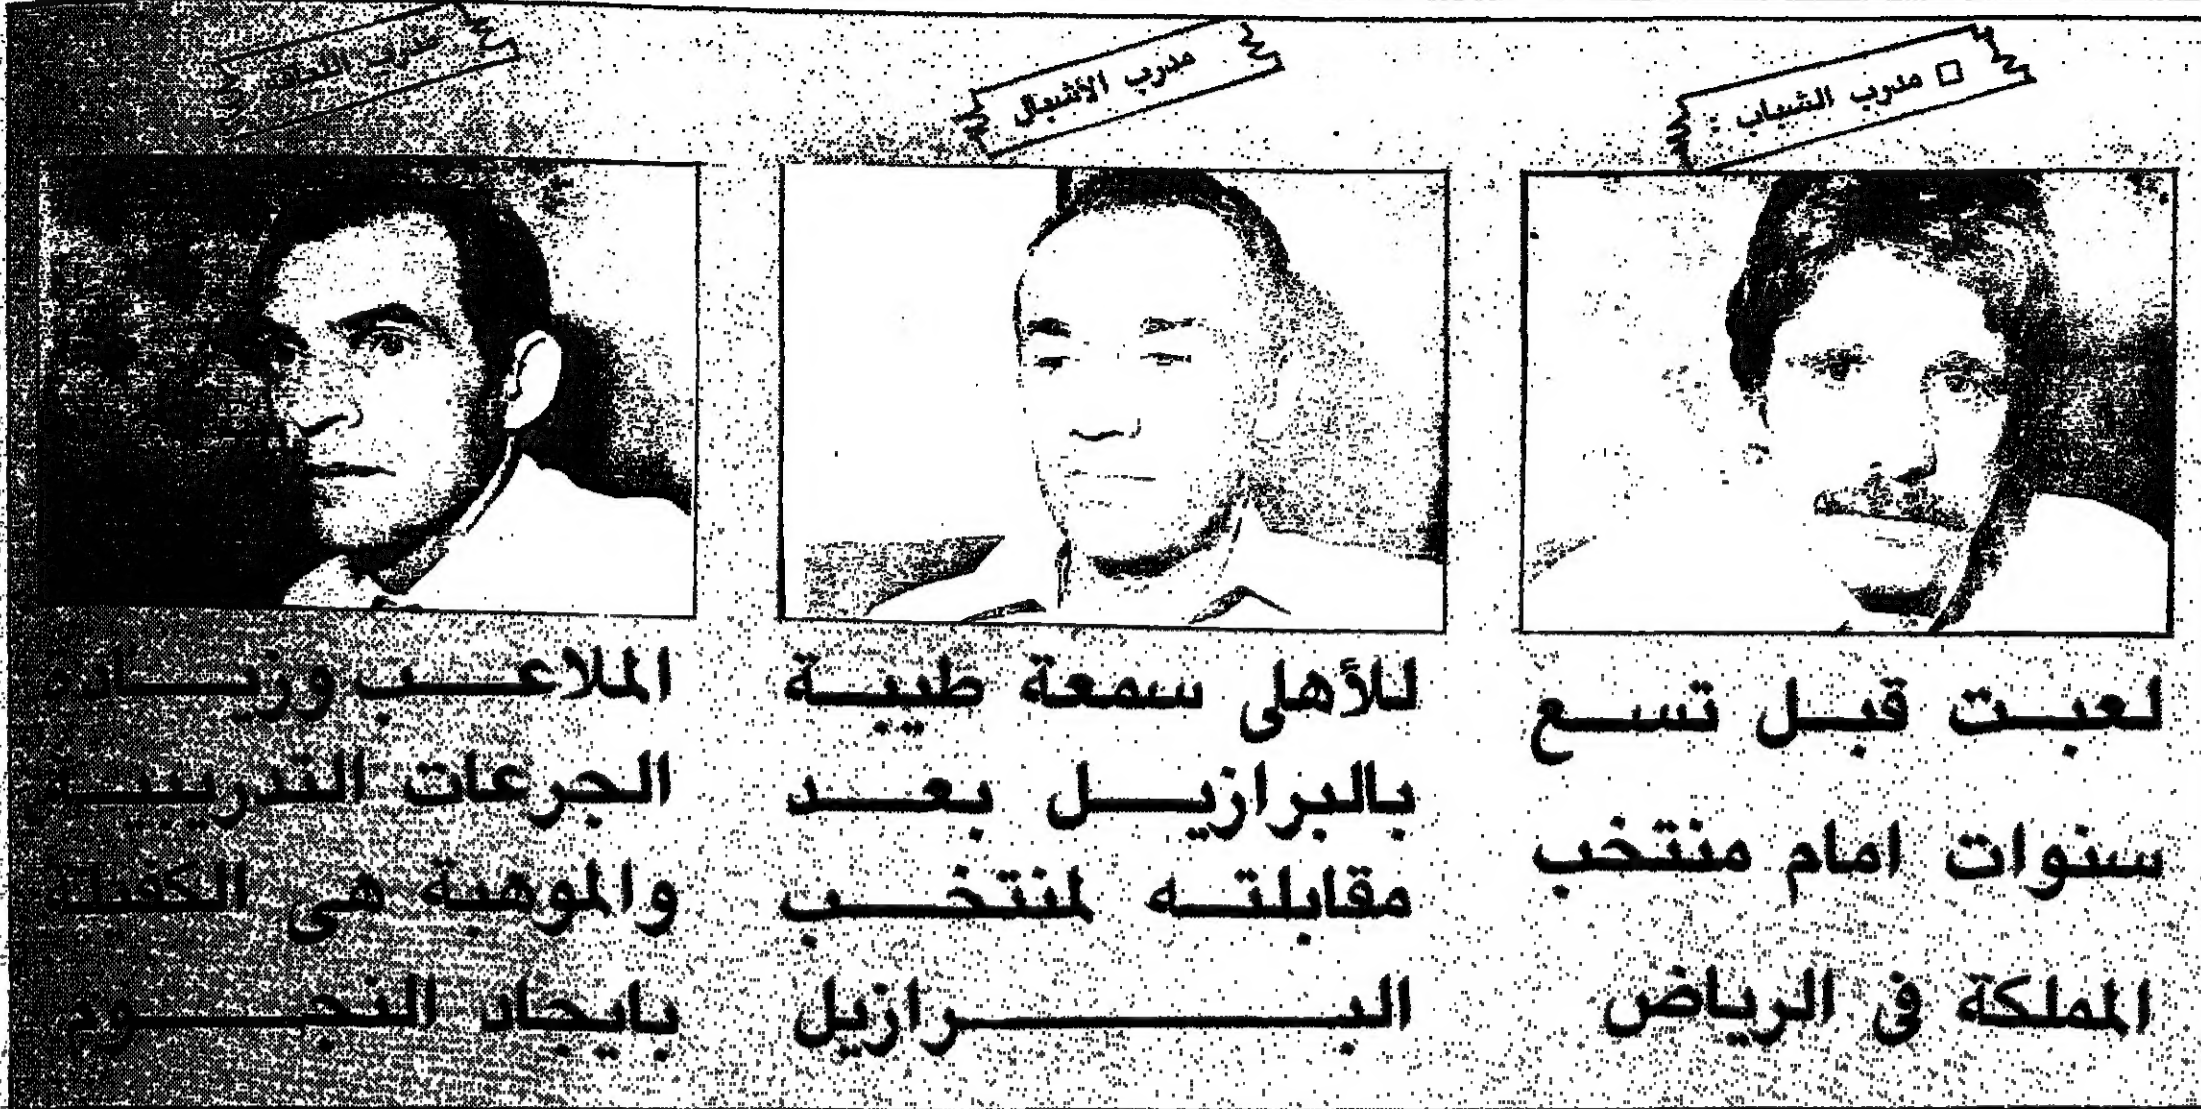 □ مدرب الشباب :
لعبت قبل تسع
سنوات امام منتخب
المملكة فى الرياض
مدرب الأشبال
للأهلى سمعة طيبة
بالبرازيل بعد
مقابلته لمنتخب
البرازيل
الملاعب وزياده
الجرعات التدريبية
والموهبة هى الكفيلة
بايجاد النجوم